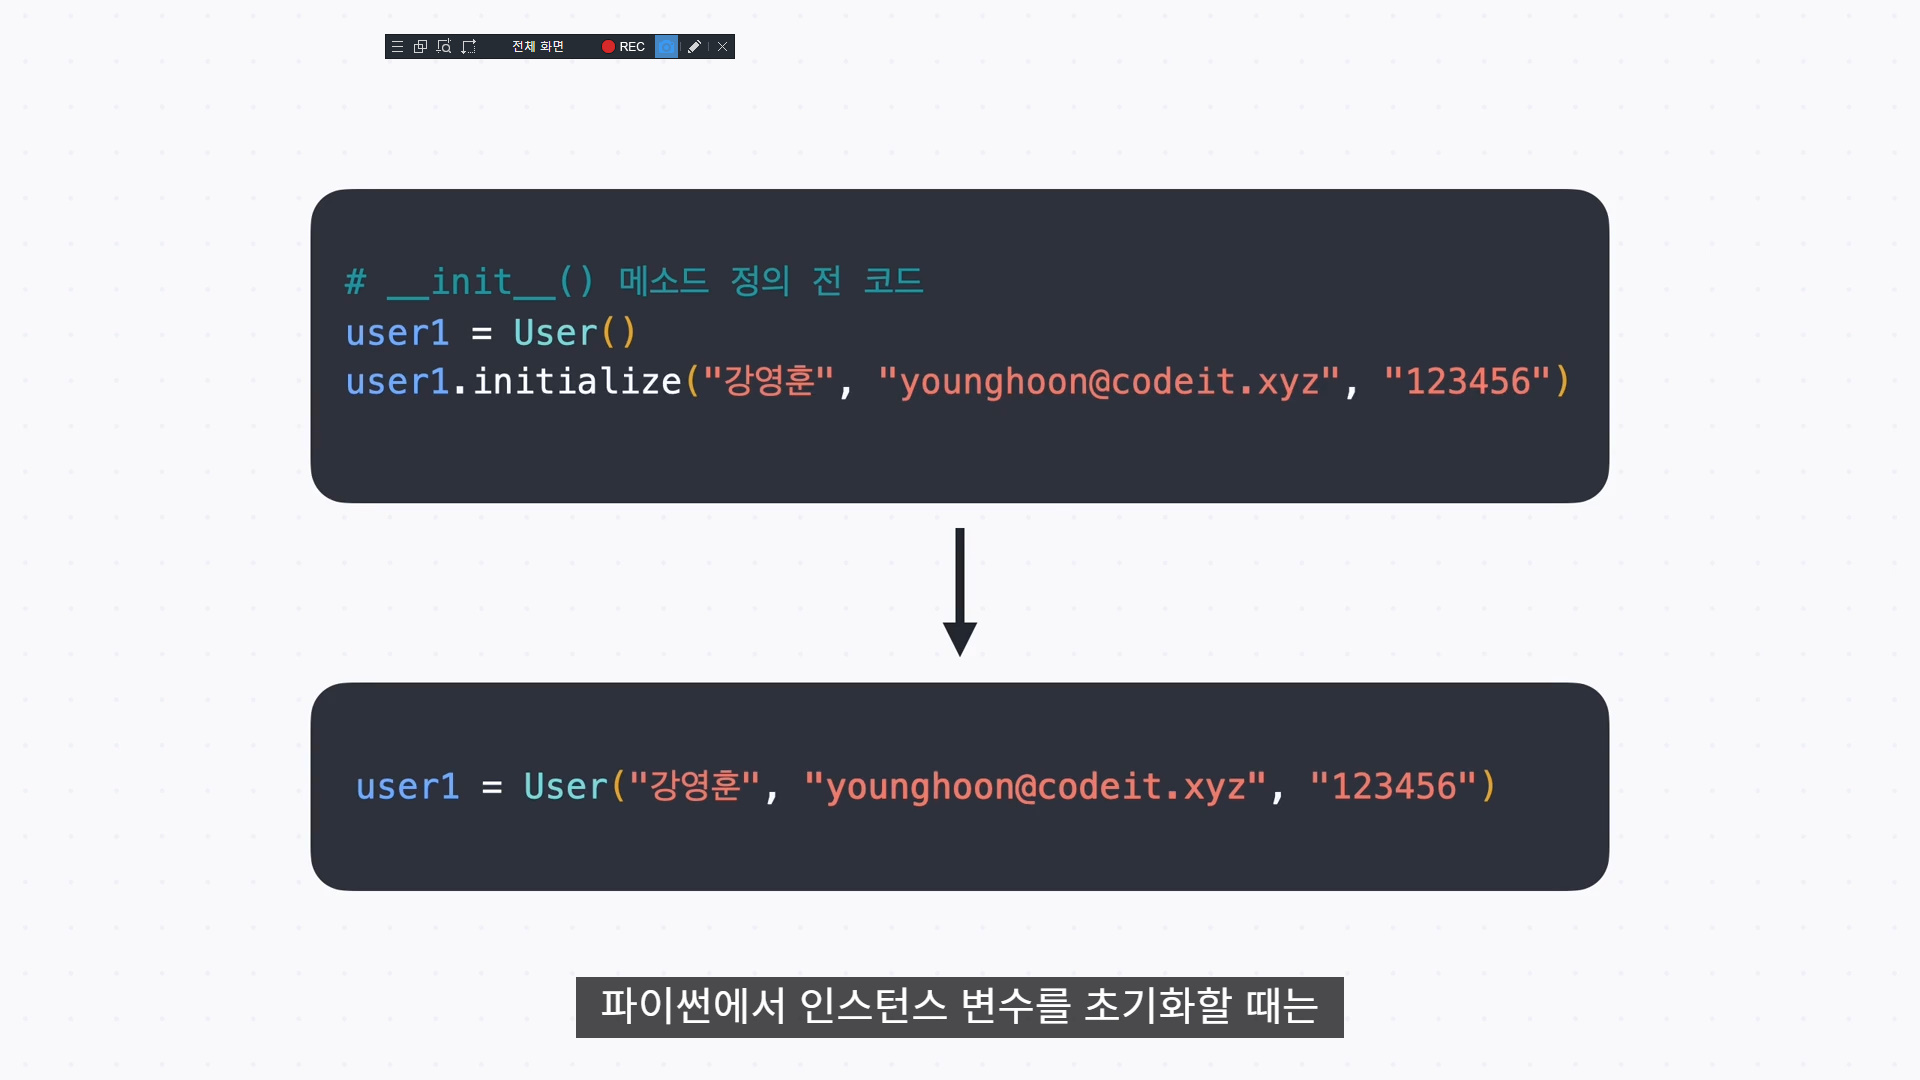 전체 화면 REC
# __init__() 메소드 정의 전 코드
user1 = User()
user1.initialize("강영훈", "younghoon@codeit.xyz", "123456")
user1 = User("강영훈", "younghoon@codeit.xyz", "123456")
파이썬에서 인스턴스 변수를 초기화할 때는